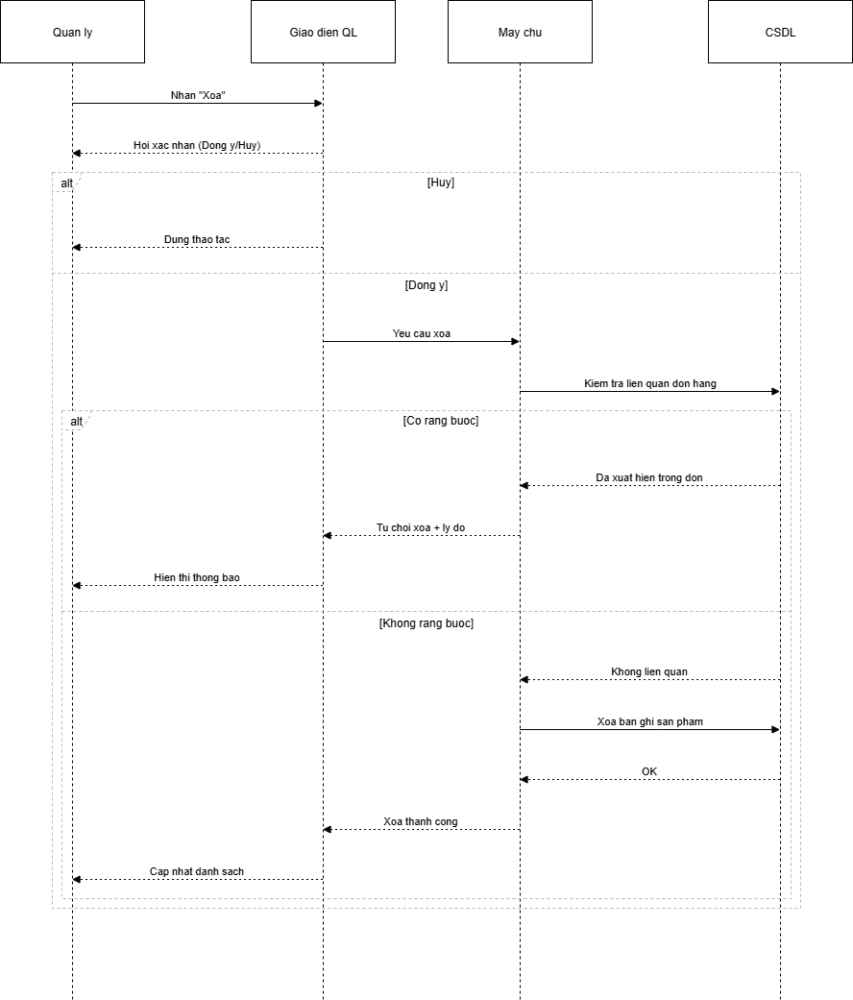 Quan ly
Giao dien QL
May chu
CSDL
Nhan "Xoa"
Hoi xac nhan (Dong y/Huy)
alt
[Huy]
Dung thao tac
[Dong y]
Yeu cau xoa
Kiem tra lien quan don hang
alt
[Co rang buoc]
Da xuat hien trong don
Tu choi xoa + ly do
Hien thi thong bao
[Khong rang buoc]
Khong lien quan
Xoa ban ghi san pham
OK
Xoa thanh cong
Cap nhat danh sach